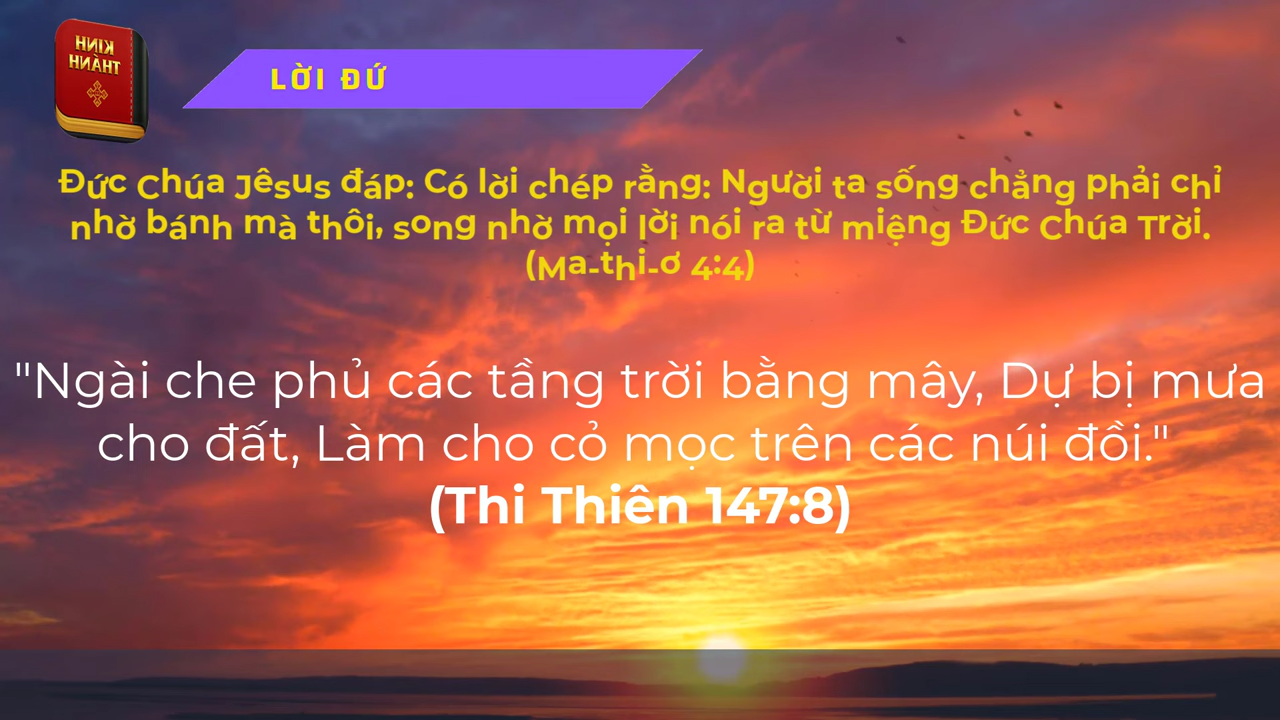 KINH
THÀNH
LỜI ĐỨ
Đức Chúa Jêsus đáp: Có lời chép rằng: Người ta sống chẳng phải chỉ
nhờ bánh mà thôi, song nhờ mọi lời nói ra từ miệng Đức Chúa Trời.
(Ma-thi-ơ 4:4)
"Ngài che phủ các tầng trời bằng mây, Dự bị mưa
cho đất, Làm cho cỏ mọc trên các núi đồi."
(Thi Thiên 147:8)